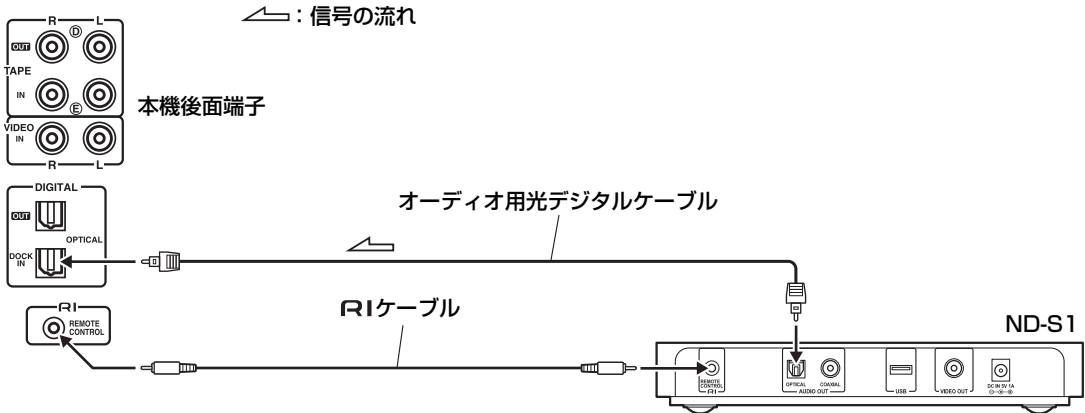 ：信号の流れ
R L
D
OUT
TAPE
IN
E
VIDEO
IN
R L
本機後面端子
DIGITAL
OUT
OPTICAL
DOCK
IN
オーディオ用光デジタルケーブル
RI
REMOTE
CONTROL
RIケーブル
ND-S1
REMOTE
CONTROL
RI
OPTICAL COAXIAL
AUDIO OUT
USB
VIDEO OUT
DC IN 5V 1A